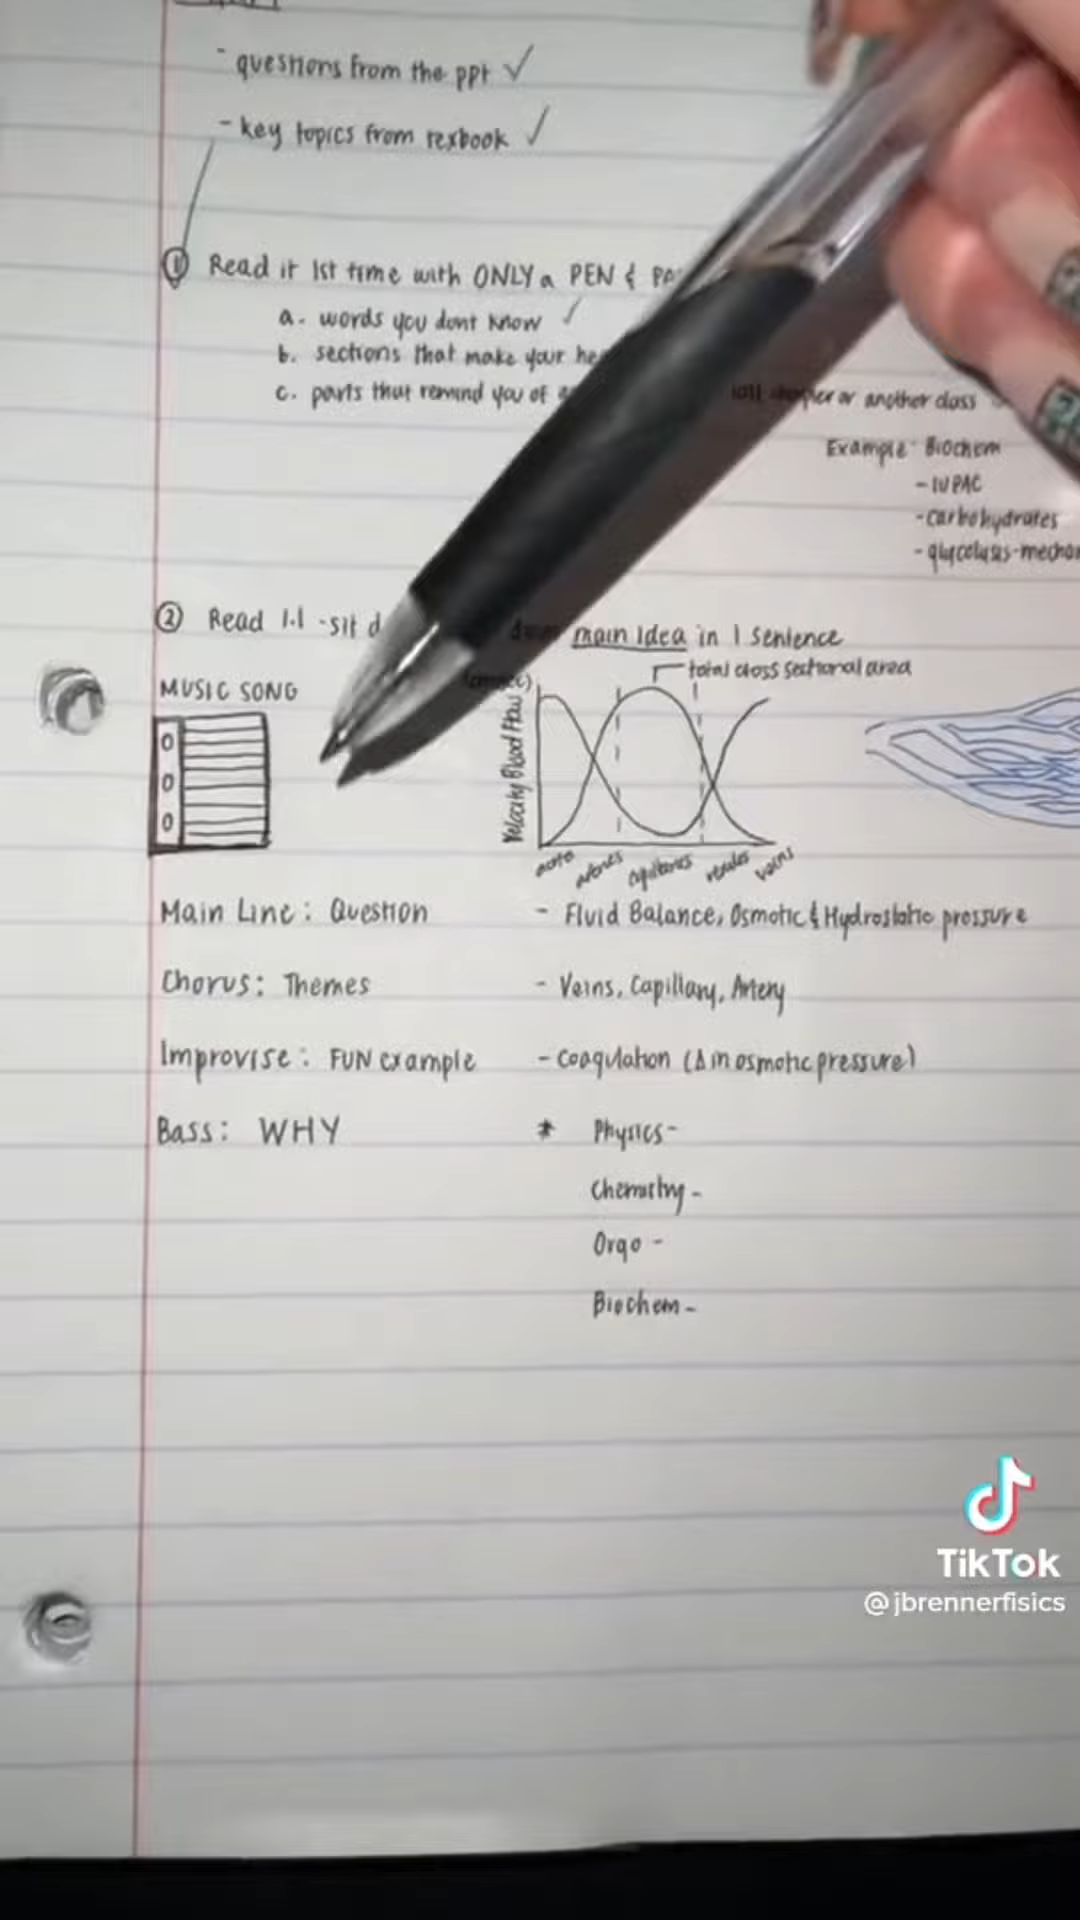 - questions from the ppt ✓
- key topics from texbook ✓
① Read it 1st time with ONLY a PEN &
a. words you dont know ✓
b. sections that make your
c. parts that remind you of
or another class
Example: Biochem
- IUPAC
- carbohydrates
- glycolysis-mechan
② Read 1.1 - sit
main idea in 1 sentence
total cross sectional area
MUSIC SONG
Velocity Blood Flow
aorta arteries capillaries venules veins
Main Line: Question - Fluid Balance, Osmotic & Hydrostatic pressure
Chorus: Themes - Veins, Capillary, Artery
Improvise: FUN example - Coagulation (Δ in osmotic pressure)
Bass: WHY * Physics-
Chemistry-
Orgo -
Biochem-
TikTok
@jbrennerfisics